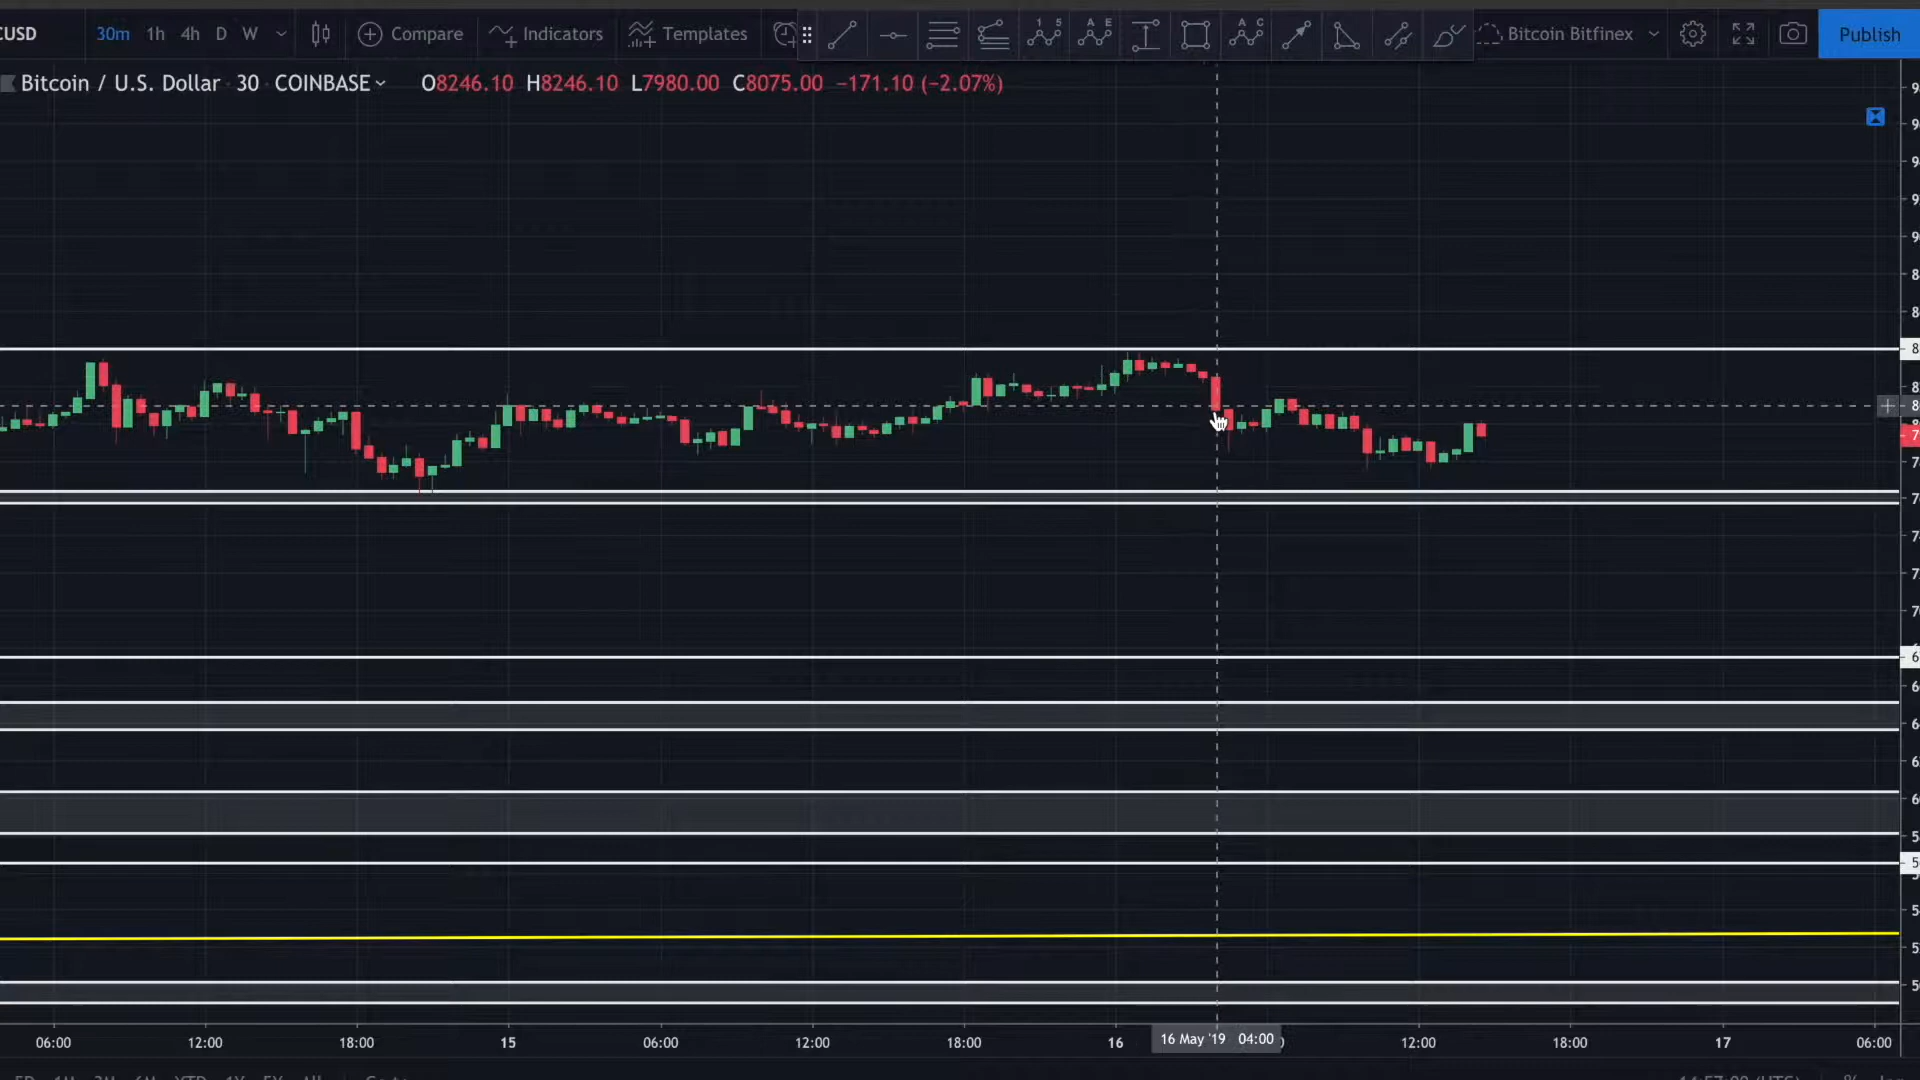 CUSD 30m 1h 4h D W Compare Indicators Templates Bitcoin Bitfinex Publish
Bitcoin / U.S. Dollar 30 COINBASE O8246.10 H8246.10 L7980.00 C8075.00 −171.10 (−2.07%)
06:00 12:00 18:00 15 06:00 12:00 18:00 16 16 May '19 04:00 12:00 18:00 17 06:00